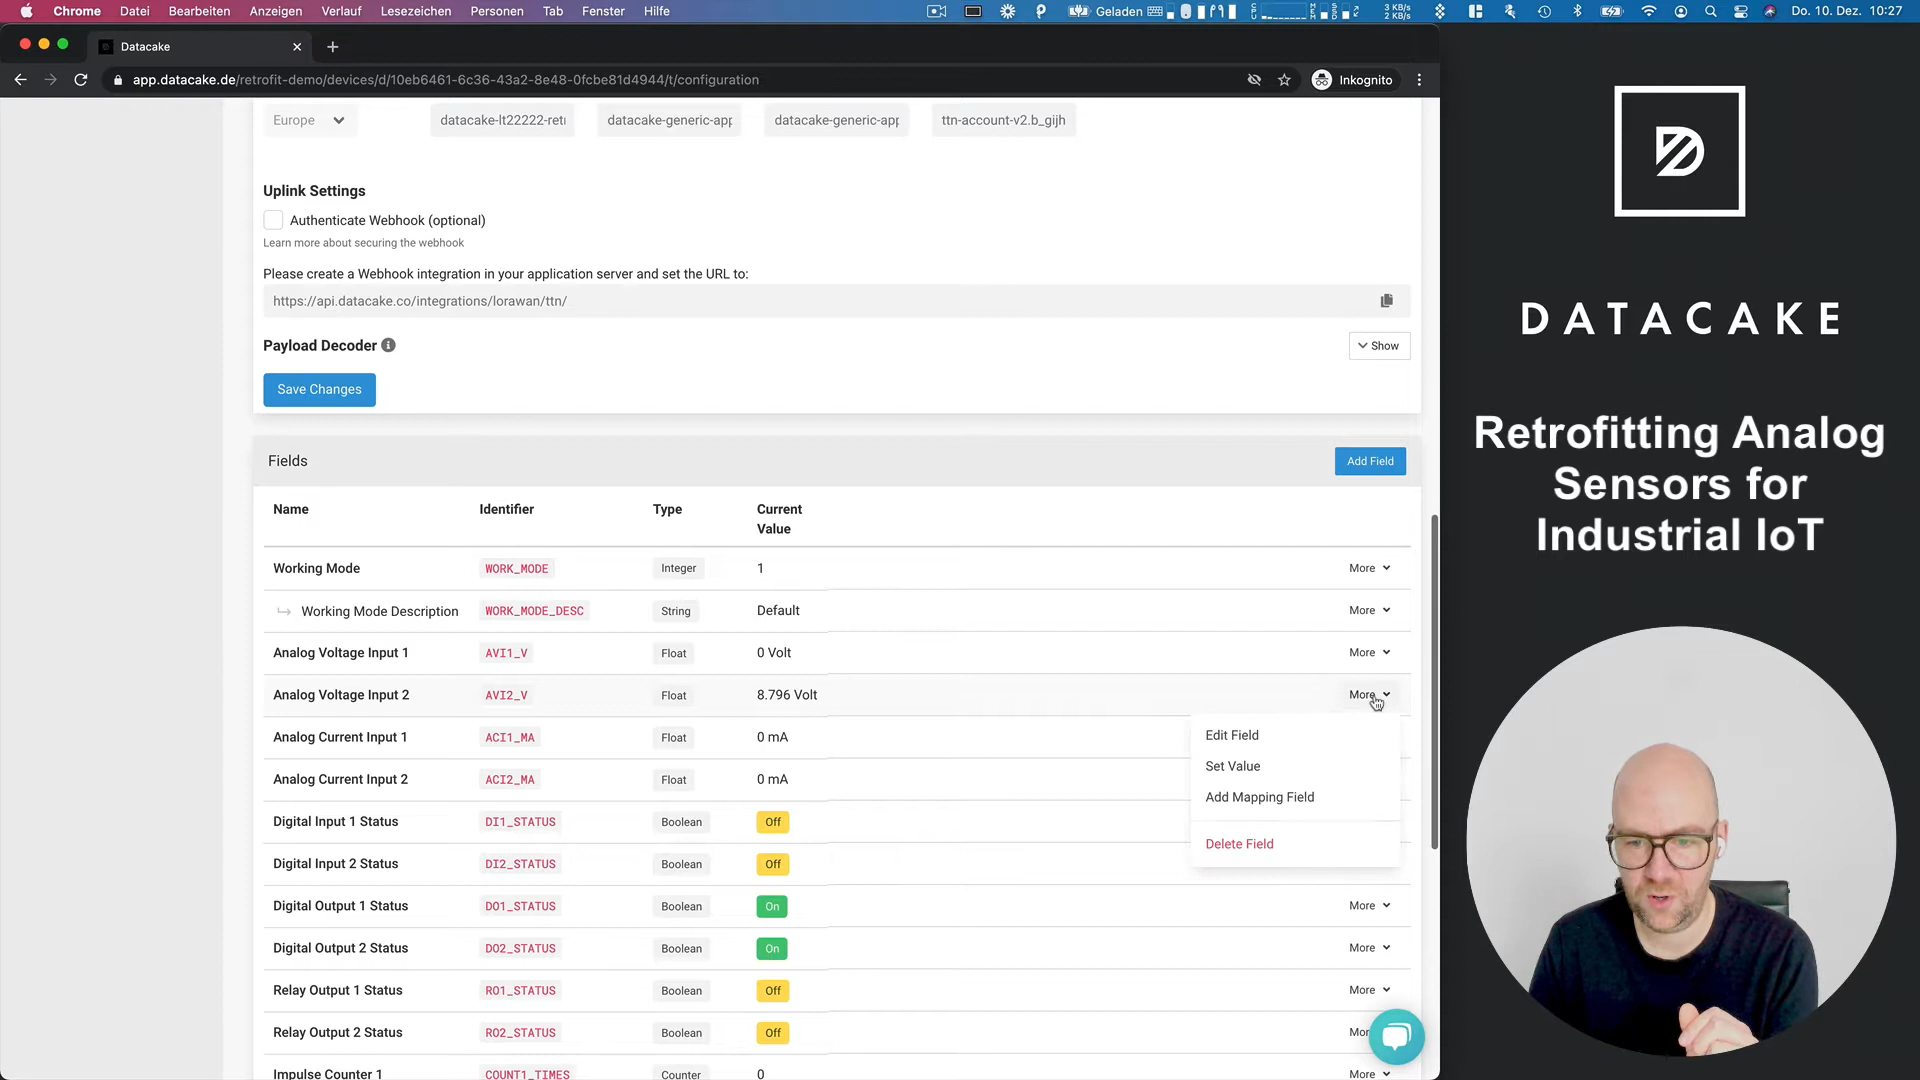 Chrome Datei Bearbeiten Anzeigen Verlauf Lesezeichen Personen Tab Fenster Hilfe Geladen 3 KB/s 2 KB/s Do. 10. Dez. 10:27
Datacake
app.datacake.de/retrofit-demo/devices/d/10eb6461-6c36-43a2-8e48-0fcbe81d4944/t/configuration Inkognito
Europe datacake-lt22222-retr datacake-generic-app datacake-generic-app ttn-account-v2.b_gijh
Uplink Settings
Authenticate Webhook (optional)
Learn more about securing the webhook
Please create a Webhook integration in your application server and set the URL to:
https://api.datacake.co/integrations/lorawan/ttn/
Payload Decoder Show
Save Changes
Fields Add Field
Name Identifier Type Current Value
Working Mode WORK_MODE Integer 1 More
Working Mode Description WORK_MODE_DESC String Default More
Analog Voltage Input 1 AVI1_V Float 0 Volt More
Analog Voltage Input 2 AVI2_V Float 8.796 Volt More
Analog Current Input 1 ACI1_MA Float 0 mA
Analog Current Input 2 ACI2_MA Float 0 mA
Digital Input 1 Status DI1_STATUS Boolean Off
Digital Input 2 Status DI2_STATUS Boolean Off
Edit Field
Set Value
Add Mapping Field
Delete Field
Digital Output 1 Status DO1_STATUS Boolean On More
Digital Output 2 Status DO2_STATUS Boolean On More
Relay Output 1 Status RO1_STATUS Boolean Off More
Relay Output 2 Status RO2_STATUS Boolean Off Mor
Impulse Counter 1 COUNT1_TIMES Counter 0 More
DATACAKE
Retrofitting Analog
Sensors for
Industrial IoT